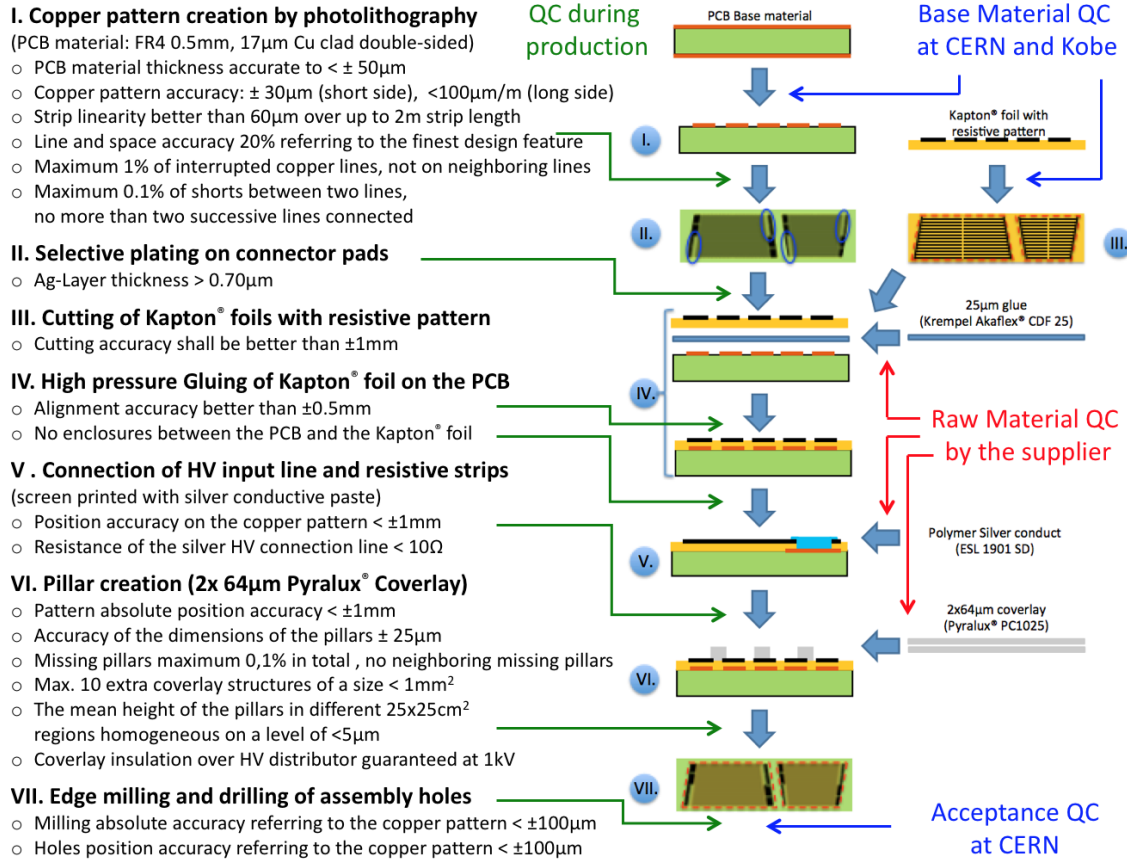 I. Copper pattern creation by photolithography
(PCB material: FR4 0.5mm, 17µm Cu clad double-sided)
○ PCB material thickness accurate to < ± 50µm
○ Copper pattern accuracy: ± 30µm (short side), <100µm/m (long side)
○ Strip linearity better than 60µm over up to 2m strip length
○ Line and space accuracy 20% referring to the finest design feature
○ Maximum 1% of interrupted copper lines, not on neighboring lines
○ Maximum 0.1% of shorts between two lines,
no more than two successive lines connected
II. Selective plating on connector pads
○ Ag-Layer thickness > 0.70µm
III. Cutting of Kapton® foils with resistive pattern
○ Cutting accuracy shall be better than ±1mm
IV. High pressure Gluing of Kapton® foil on the PCB
○ Alignment accuracy better than ±0.5mm
○ No enclosures between the PCB and the Kapton® foil
V . Connection of HV input line and resistive strips
(screen printed with silver conductive paste)
○ Position accuracy on the copper pattern < ±1mm
○ Resistance of the silver HV connection line < 10Ω
VI. Pillar creation (2x 64µm Pyralux® Coverlay)
○ Pattern absolute position accuracy < ±1mm
○ Accuracy of the dimensions of the pillars ± 25µm
○ Missing pillars maximum 0,1% in total , no neighboring missing pillars
○ Max. 10 extra coverlay structures of a size < 1mm²
○ The mean height of the pillars in different 25x25cm²
regions homogeneous on a level of <5µm
○ Coverlay insulation over HV distributor guaranteed at 1kV
VII. Edge milling and drilling of assembly holes
○ Milling absolute accuracy referring to the copper pattern < ±100µm
○ Holes position accuracy referring to the copper pattern < ±100µm
QC during
production
PCB Base material
Base Material QC
at CERN and Kobe
I.
Kapton® foil with
resistive pattern
II.
III.
25µm glue
(Krempel Akaflex® CDF 25)
IV.
Raw Material QC
by the supplier
V.
Polymer Silver conduct
(ESL 1901 SD)
2x64µm coverlay
(Pyralux® PC1025)
VI.
VII.
Acceptance QC
at CERN